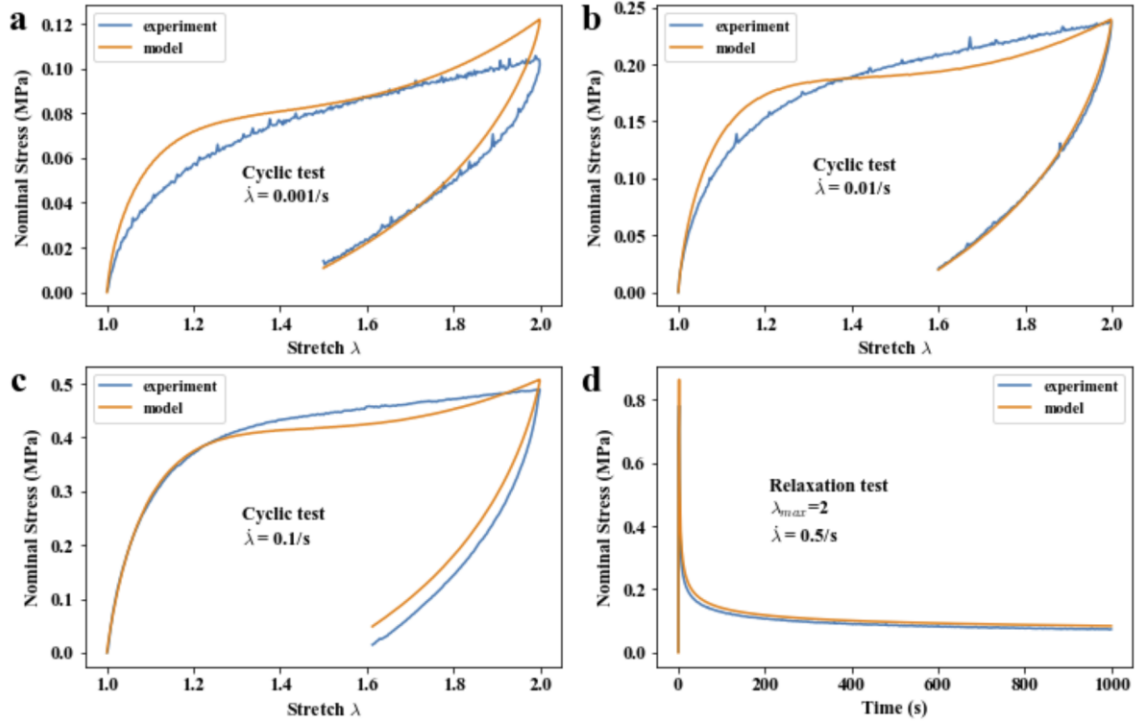 a
experiment
model
Nominal Stress (MPa)
0.12
0.10
0.08
0.06
0.04
0.02
0.00
Cyclic test
λ̇ = 0.001/s
1.0
1.2
1.4
1.6
1.8
2.0
Stretch λ
b
experiment
model
Nominal Stress (MPa)
0.25
0.20
0.15
0.10
0.05
0.00
Cyclic test
λ̇ = 0.01/s
1.0
1.2
1.4
1.6
1.8
2.0
Stretch λ
c
experiment
model
Nominal Stress (MPa)
0.5
0.4
0.3
0.2
0.1
0.0
Cyclic test
λ̇ = 0.1/s
1.0
1.2
1.4
1.6
1.8
2.0
Stretch λ
d
experiment
model
Nominal Stress (MPa)
0.8
0.6
0.4
0.2
0.0
Relaxation test
λmax=2
λ̇ = 0.5/s
0
200
400
600
800
1000
Time (s)